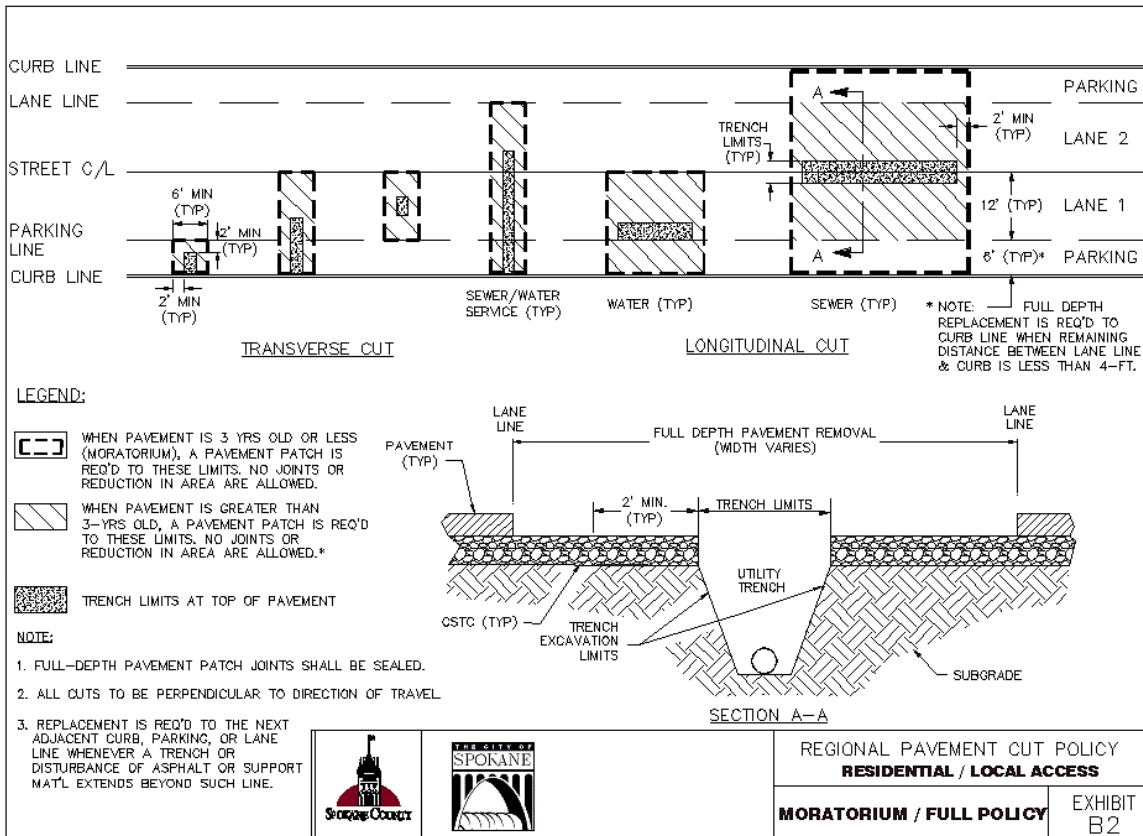 CURB LINE
LANE LINE
STREET C/L
PARKING
LINE
CURB LINE
6' MIN
(TYP)
2' MIN
(TYP)
2' MIN
(TYP)
SEWER/WATER
SERVICE (TYP)
WATER (TYP)
SEWER (TYP)
TRENCH
LIMITS
(TYP)
A
A
2' MIN
(TYP)
12' (TYP)
6' (TYP)*
PARKING
LANE 2
LANE 1
PARKING
TRANSVERSE CUT
LONGITUDINAL CUT
* NOTE: FULL DEPTH
REPLACEMENT IS REQ'D TO
CURB LINE WHEN REMAINING
DISTANCE BETWEEN LANE LINE
& CURB IS LESS THAN 4-FT.
LEGEND:
WHEN PAVEMENT IS 3 YRS OLD OR LESS
(MORATORIUM), A PAVEMENT PATCH IS
REQ'D TO THESE LIMITS. NO JOINTS OR
REDUCTION IN AREA ARE ALLOWED.
WHEN PAVEMENT IS GREATER THAN
3-YRS OLD, A PAVEMENT PATCH IS REQ'D
TO THESE LIMITS. NO JOINTS OR
REDUCTION IN AREA ARE ALLOWED.*
TRENCH LIMITS AT TOP OF PAVEMENT
NOTE:
1. FULL-DEPTH PAVEMENT PATCH JOINTS SHALL BE SEALED.
2. ALL CUTS TO BE PERPENDICULAR TO DIRECTION OF TRAVEL
3. REPLACEMENT IS REQ'D TO THE NEXT
ADJACENT CURB, PARKING, OR LANE
LINE WHENEVER A TRENCH OR
DISTURBANCE OF ASPHALT OR SUPPORT
MAT'L EXTENDS BEYOND SUCH LINE.
LANE
LINE
LANE
LINE
FULL DEPTH PAVEMENT REMOVAL
(WIDTH VARIES)
PAVEMENT
(TYP)
2' MIN.
(TYP)
TRENCH LIMITS
UTILITY
TRENCH
CSTC (TYP)
TRENCH
EXCAVATION
LIMITS
SUBGRADE
SECTION A-A
SPOKANE COUNTY
THE CITY OF
SPOKANE
REGIONAL PAVEMENT CUT POLICY
RESIDENTIAL / LOCAL ACCESS
MORATORIUM / FULL POLICY
EXHIBIT
B2